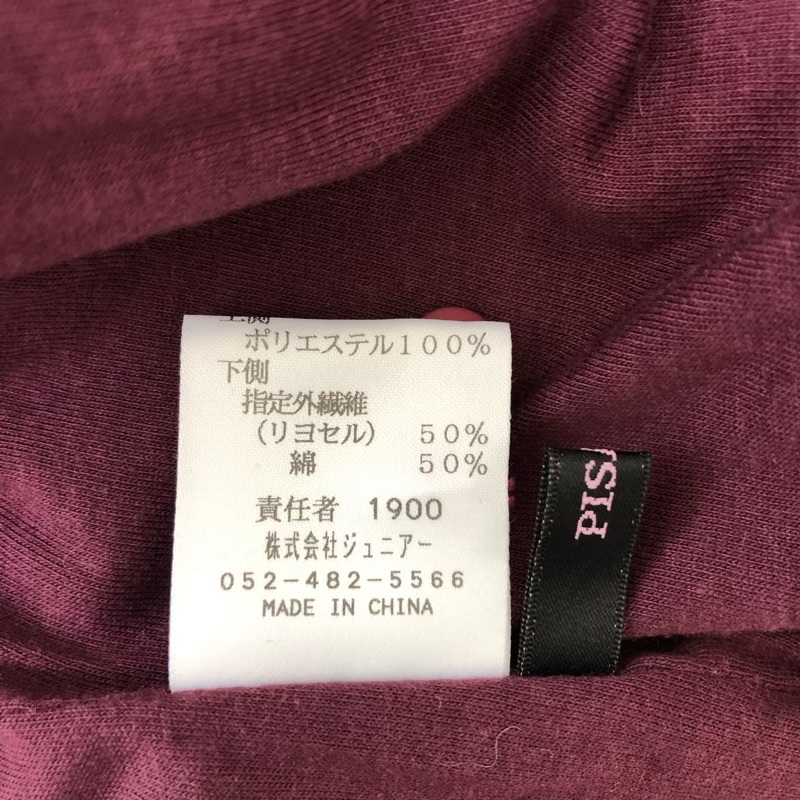 ポリエステル100%
下側
指定外繊維
(リヨセル) 50%
綿 50%
責任者 1900
株式会社ジュニアー
052-482-5566
MADE IN CHINA
PIS